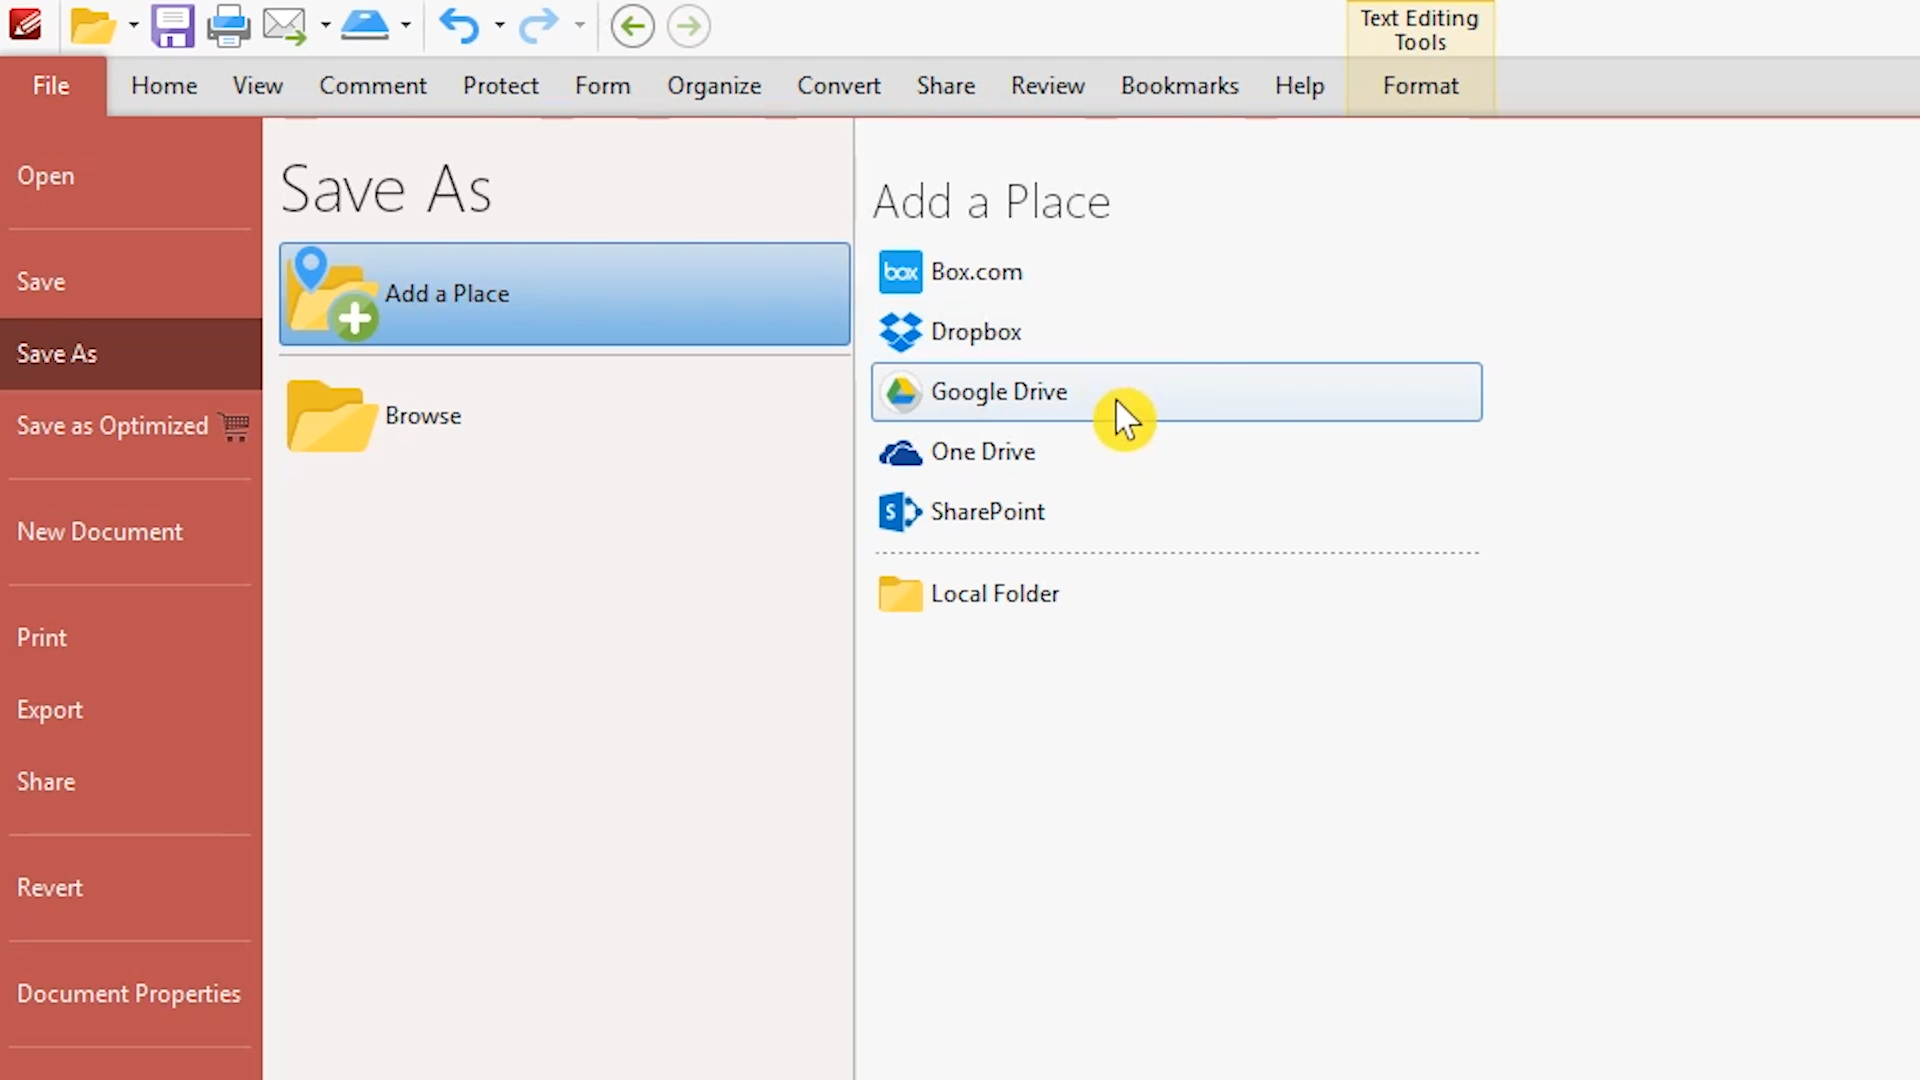 Text Editing
Tools
File
Home
View
Comment
Protect
Form
Organize
Convert
Share
Review
Bookmarks
Help
Format
Open
Save
Save As
Save as Optimized
New Document
Print
Export
Share
Revert
Document Properties
Save As
Add a Place
Browse
Add a Place
box Box.com
Dropbox
Google Drive
One Drive
S SharePoint
Local Folder